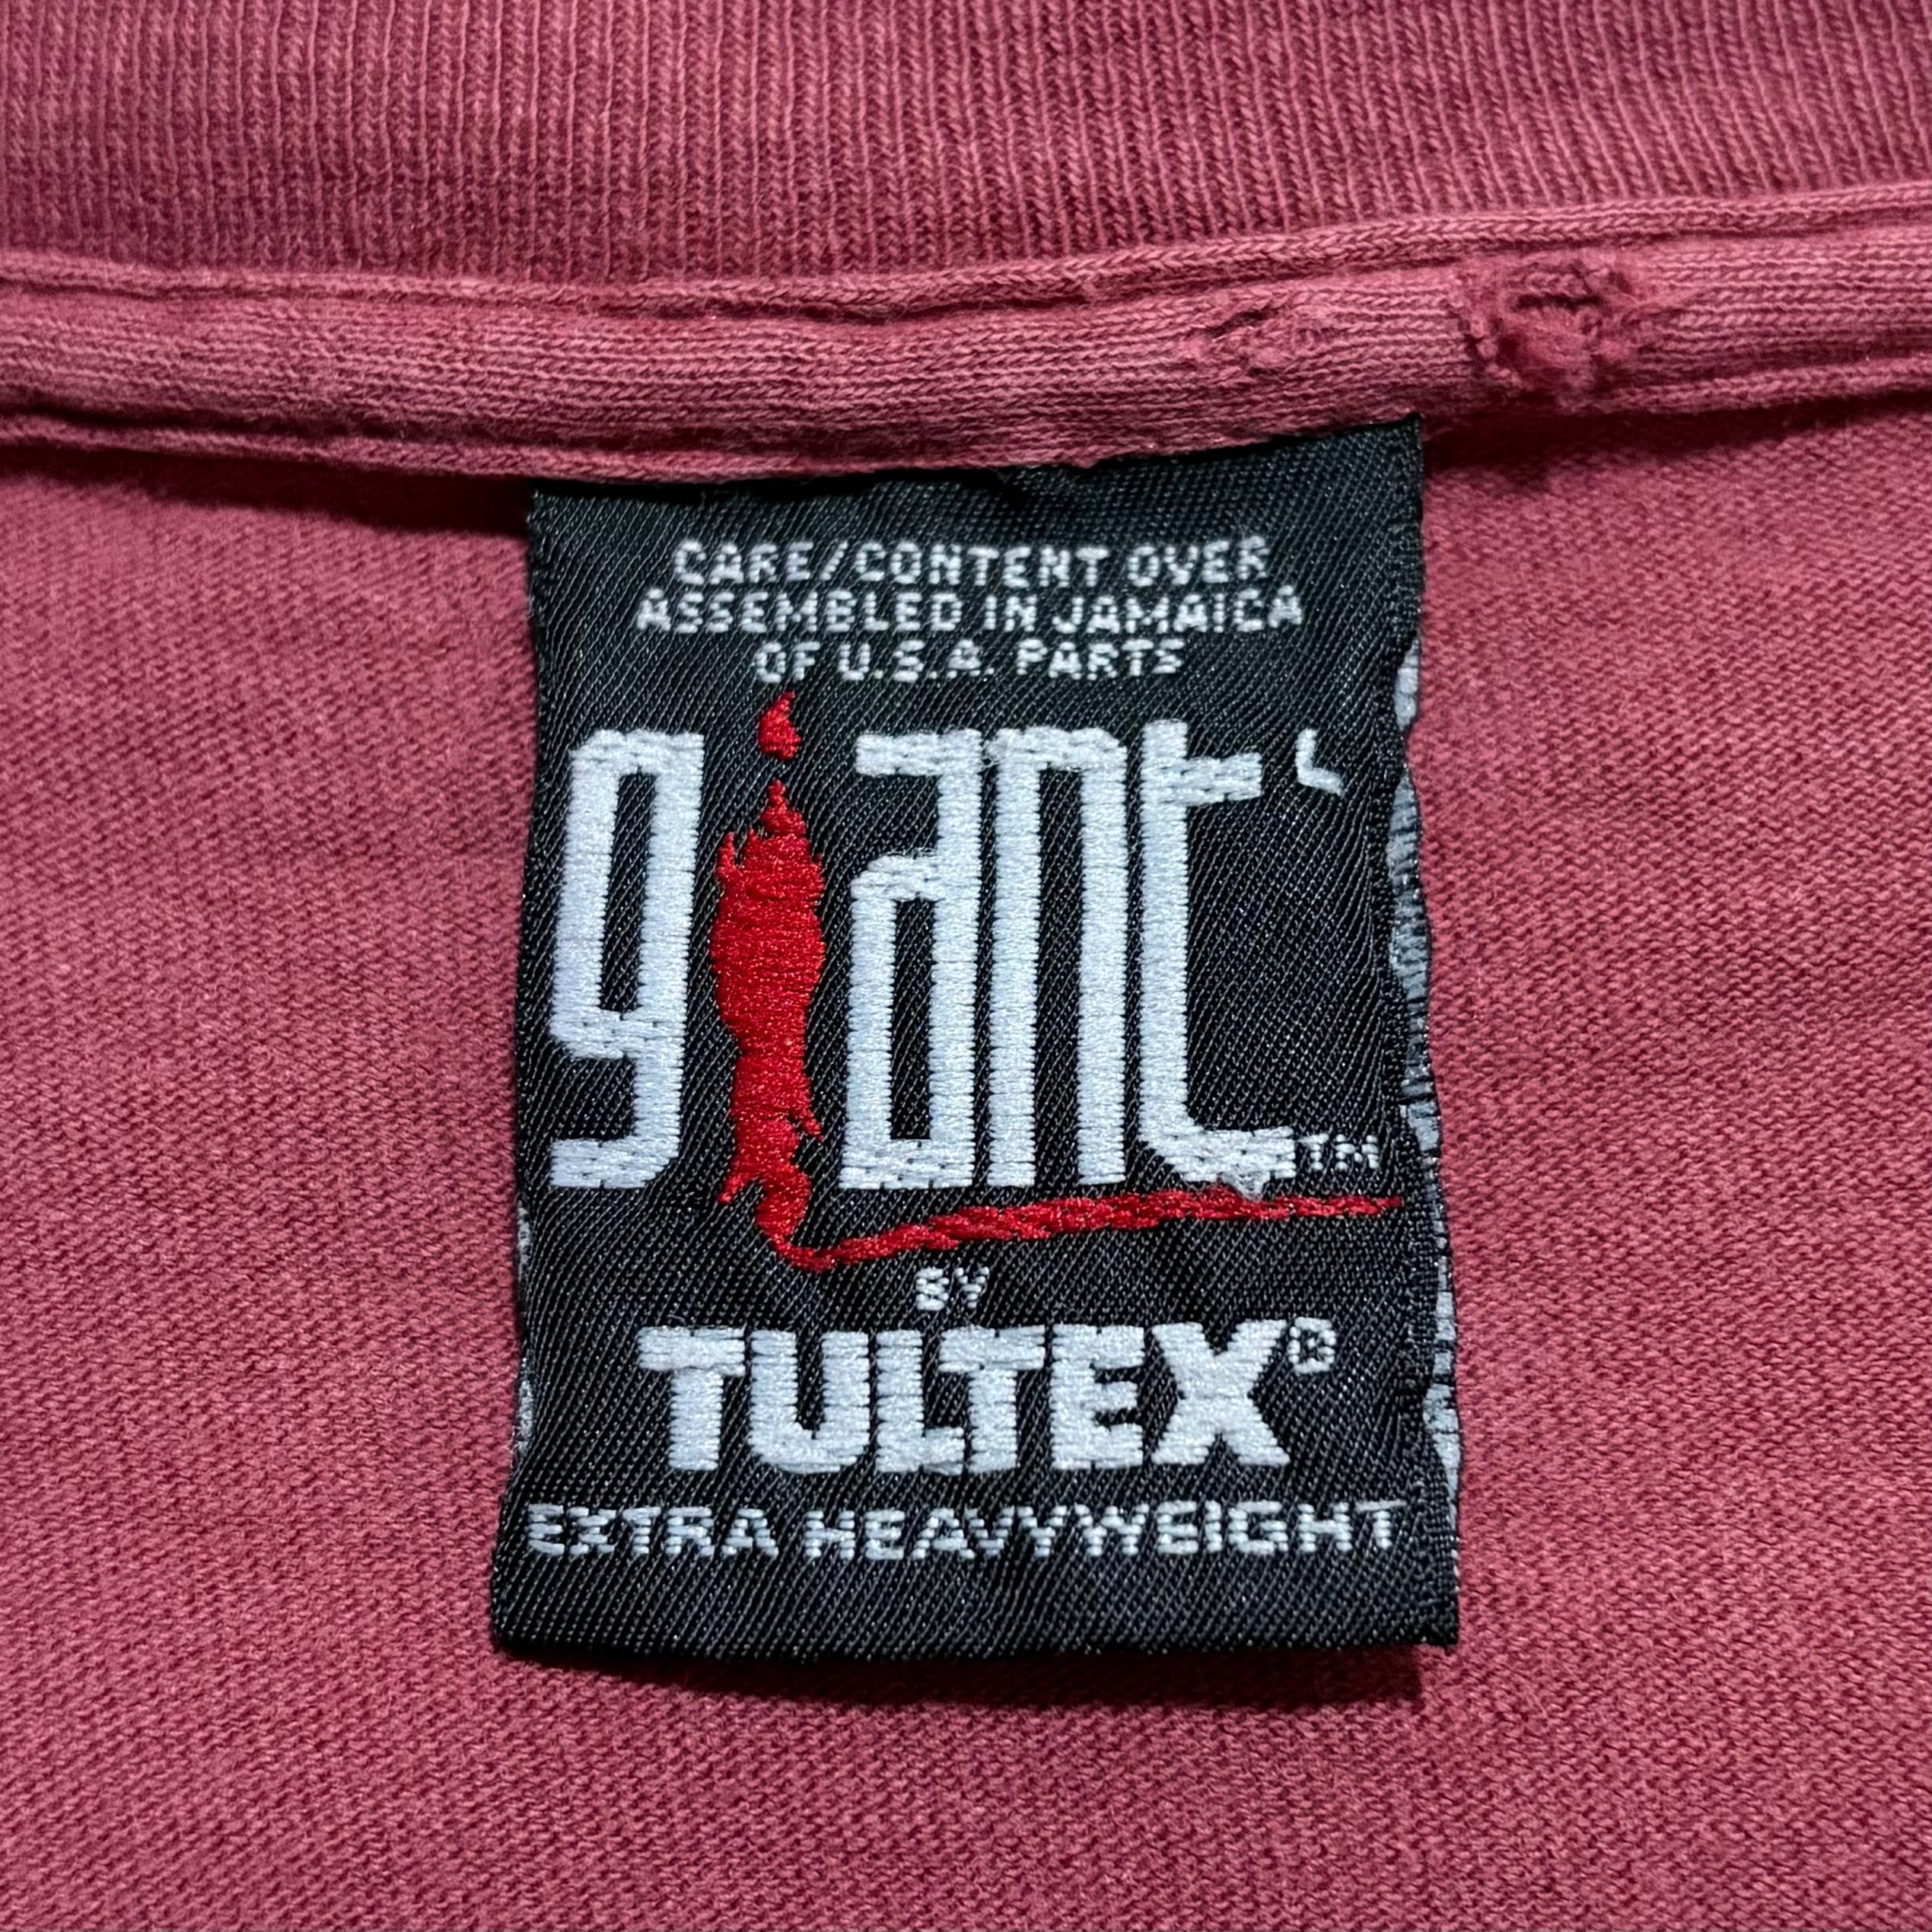 CARE/CONTENT OVER
ASSEMBLED IN JAMAICA
OF U.S.A. PARTS
giant L
TM
BY
TULTEX®
EXTRA HEAVYWEIGHT